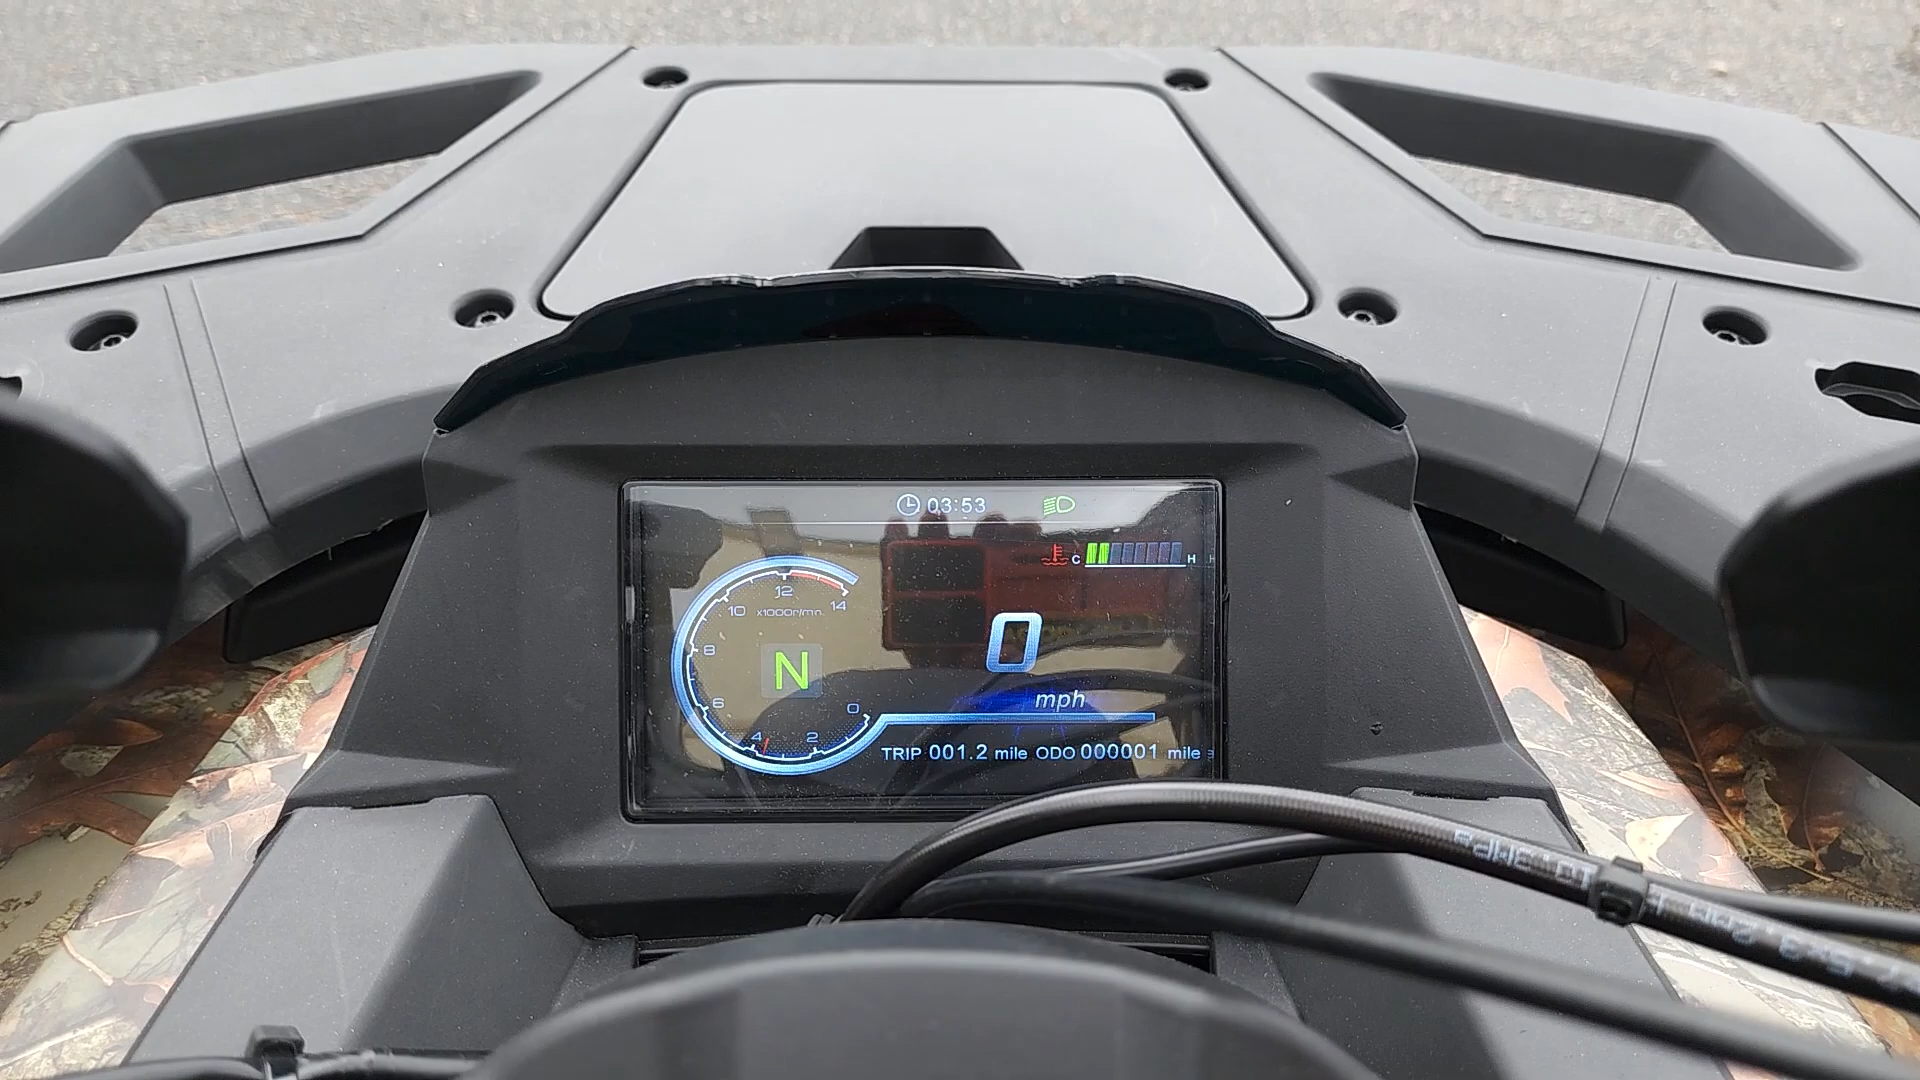 03:53
C H
12
10 x1000r/min 14
8
N
0
6
mph
4 2 0
TRIP 001.2 mile ODO 000001 mile